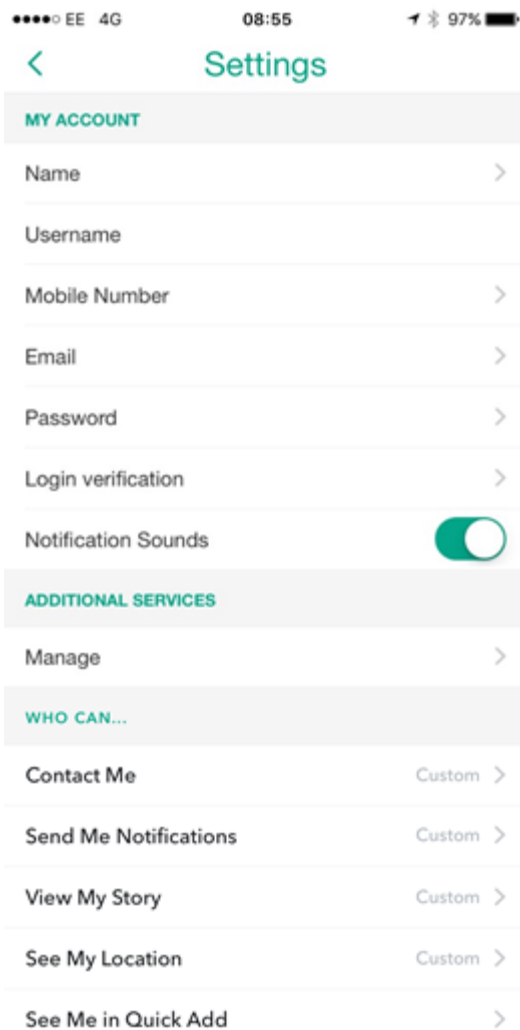 EE 4G 08:55 97%
Settings
MY ACCOUNT
Name
Username
Mobile Number
Email
Password
Login verification
Notification Sounds
ADDITIONAL SERVICES
Manage
WHO CAN...
Contact Me Custom
Send Me Notifications Custom
View My Story Custom
See My Location Custom
See Me in Quick Add